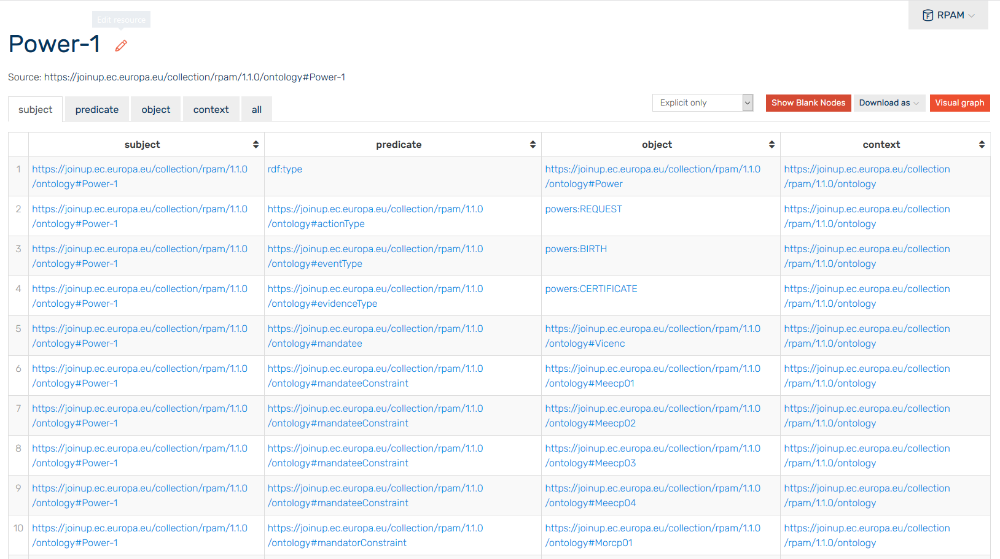 Edit resource
RPAM
Power-1
Source: https://joinup.ec.europa.eu/collection/rpam/1.1.0/ontology#Power-1
subject predicate object context all
Explicit only Show Blank Nodes Download as Visual graph
subject predicate object context
1 https://joinup.ec.europa.eu/collection/rpam/1.1.0 rdf:type https://joinup.ec.europa.eu/collection/rpam/1.1.0 https://joinup.ec.europa.eu/collection
/ontology#Power-1 /ontology#Power /rpam/1.1.0/ontology
2 https://joinup.ec.europa.eu/collection/rpam/1.1.0 https://joinup.ec.europa.eu/collection/rpam/1.1.0 powers:REQUEST https://joinup.ec.europa.eu/collection
/ontology#Power-1 /ontology#actionType /rpam/1.1.0/ontology
3 https://joinup.ec.europa.eu/collection/rpam/1.1.0 https://joinup.ec.europa.eu/collection/rpam/1.1.0 powers:BIRTH https://joinup.ec.europa.eu/collection
/ontology#Power-1 /ontology#eventType /rpam/1.1.0/ontology
4 https://joinup.ec.europa.eu/collection/rpam/1.1.0 https://joinup.ec.europa.eu/collection/rpam/1.1.0 powers:CERTIFICATE https://joinup.ec.europa.eu/collection
/ontology#Power-1 /ontology#evidenceType /rpam/1.1.0/ontology
5 https://joinup.ec.europa.eu/collection/rpam/1.1.0 https://joinup.ec.europa.eu/collection/rpam/1.1.0 https://joinup.ec.europa.eu/collection/rpam/1.1.0 https://joinup.ec.europa.eu/collection
/ontology#Power-1 /ontology#mandatee /ontology#Vicenc /rpam/1.1.0/ontology
6 https://joinup.ec.europa.eu/collection/rpam/1.1.0 https://joinup.ec.europa.eu/collection/rpam/1.1.0 https://joinup.ec.europa.eu/collection/rpam/1.1.0 https://joinup.ec.europa.eu/collection
/ontology#Power-1 /ontology#mandateeConstraint /ontology#Meecp01 /rpam/1.1.0/ontology
7 https://joinup.ec.europa.eu/collection/rpam/1.1.0 https://joinup.ec.europa.eu/collection/rpam/1.1.0 https://joinup.ec.europa.eu/collection/rpam/1.1.0 https://joinup.ec.europa.eu/collection
/ontology#Power-1 /ontology#mandateeConstraint /ontology#Meecp02 /rpam/1.1.0/ontology
8 https://joinup.ec.europa.eu/collection/rpam/1.1.0 https://joinup.ec.europa.eu/collection/rpam/1.1.0 https://joinup.ec.europa.eu/collection/rpam/1.1.0 https://joinup.ec.europa.eu/collection
/ontology#Power-1 /ontology#mandateeConstraint /ontology#Meecp03 /rpam/1.1.0/ontology
9 https://joinup.ec.europa.eu/collection/rpam/1.1.0 https://joinup.ec.europa.eu/collection/rpam/1.1.0 https://joinup.ec.europa.eu/collection/rpam/1.1.0 https://joinup.ec.europa.eu/collection
/ontology#Power-1 /ontology#mandateeConstraint /ontology#Meecp04 /rpam/1.1.0/ontology
10 https://joinup.ec.europa.eu/collection/rpam/1.1.0 https://joinup.ec.europa.eu/collection/rpam/1.1.0 https://joinup.ec.europa.eu/collection/rpam/1.1.0 https://joinup.ec.europa.eu/collection
/ontology#Power-1 /ontology#mandatorConstraint /ontology#Morcp01 /rpam/1.1.0/ontology